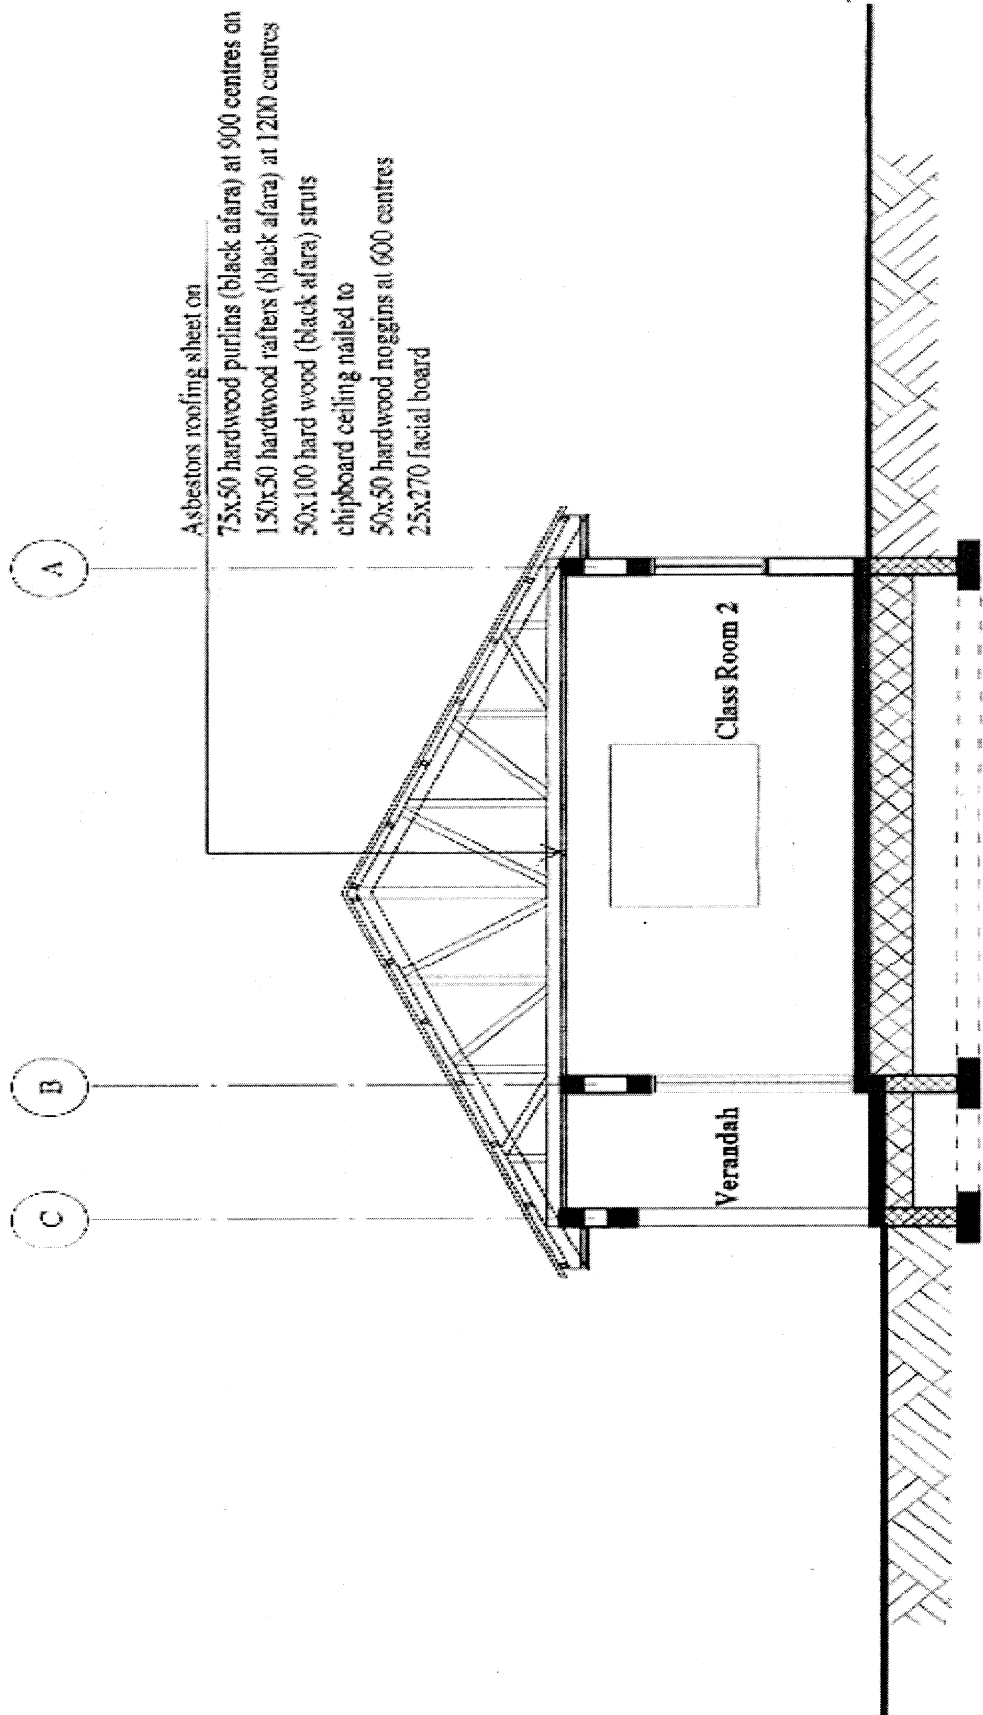 C
B
A
Asbestors roofing sheet on
75x50 hardwood purlins (black afara) at 900 centres on
150x50 hardwood rafters (black afara) at 1200 centres
50x100 hard wood (black afara) struts
chipboard ceiling nailed to
50x50 hardwood noggins at 600 centres
25x270 facial board
Verandah
Class Room 2